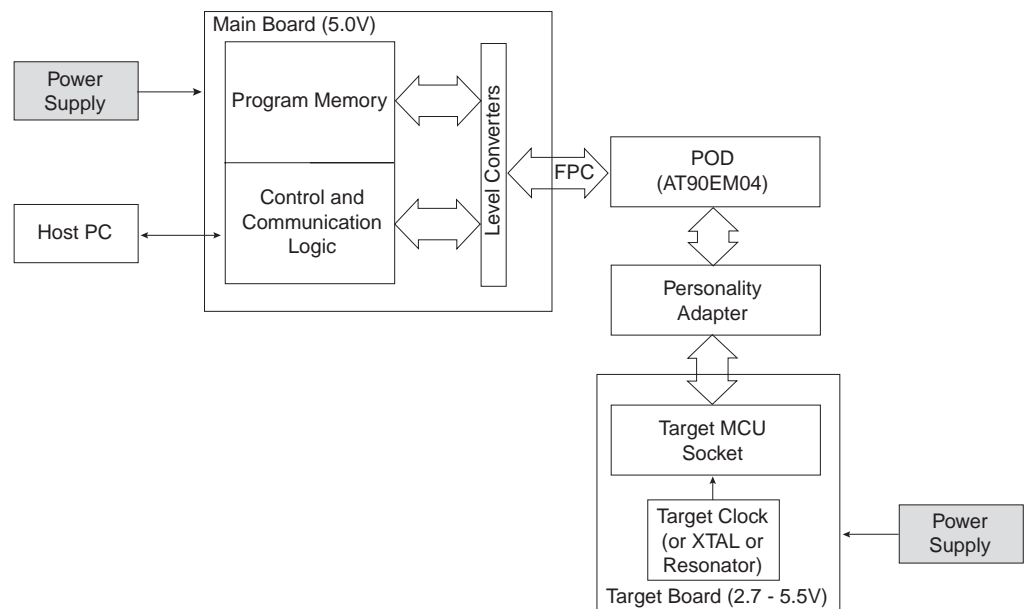 Main Board (5.0V)
Power
Supply
Program Memory
Level Converters
Control and
Communication
Logic
Host PC
FPC
POD
(AT90EM04)
Personality
Adapter
Target MCU
Socket
Target Clock
(or XTAL or
Resonator)
Target Board (2.7 - 5.5V)
Power
Supply